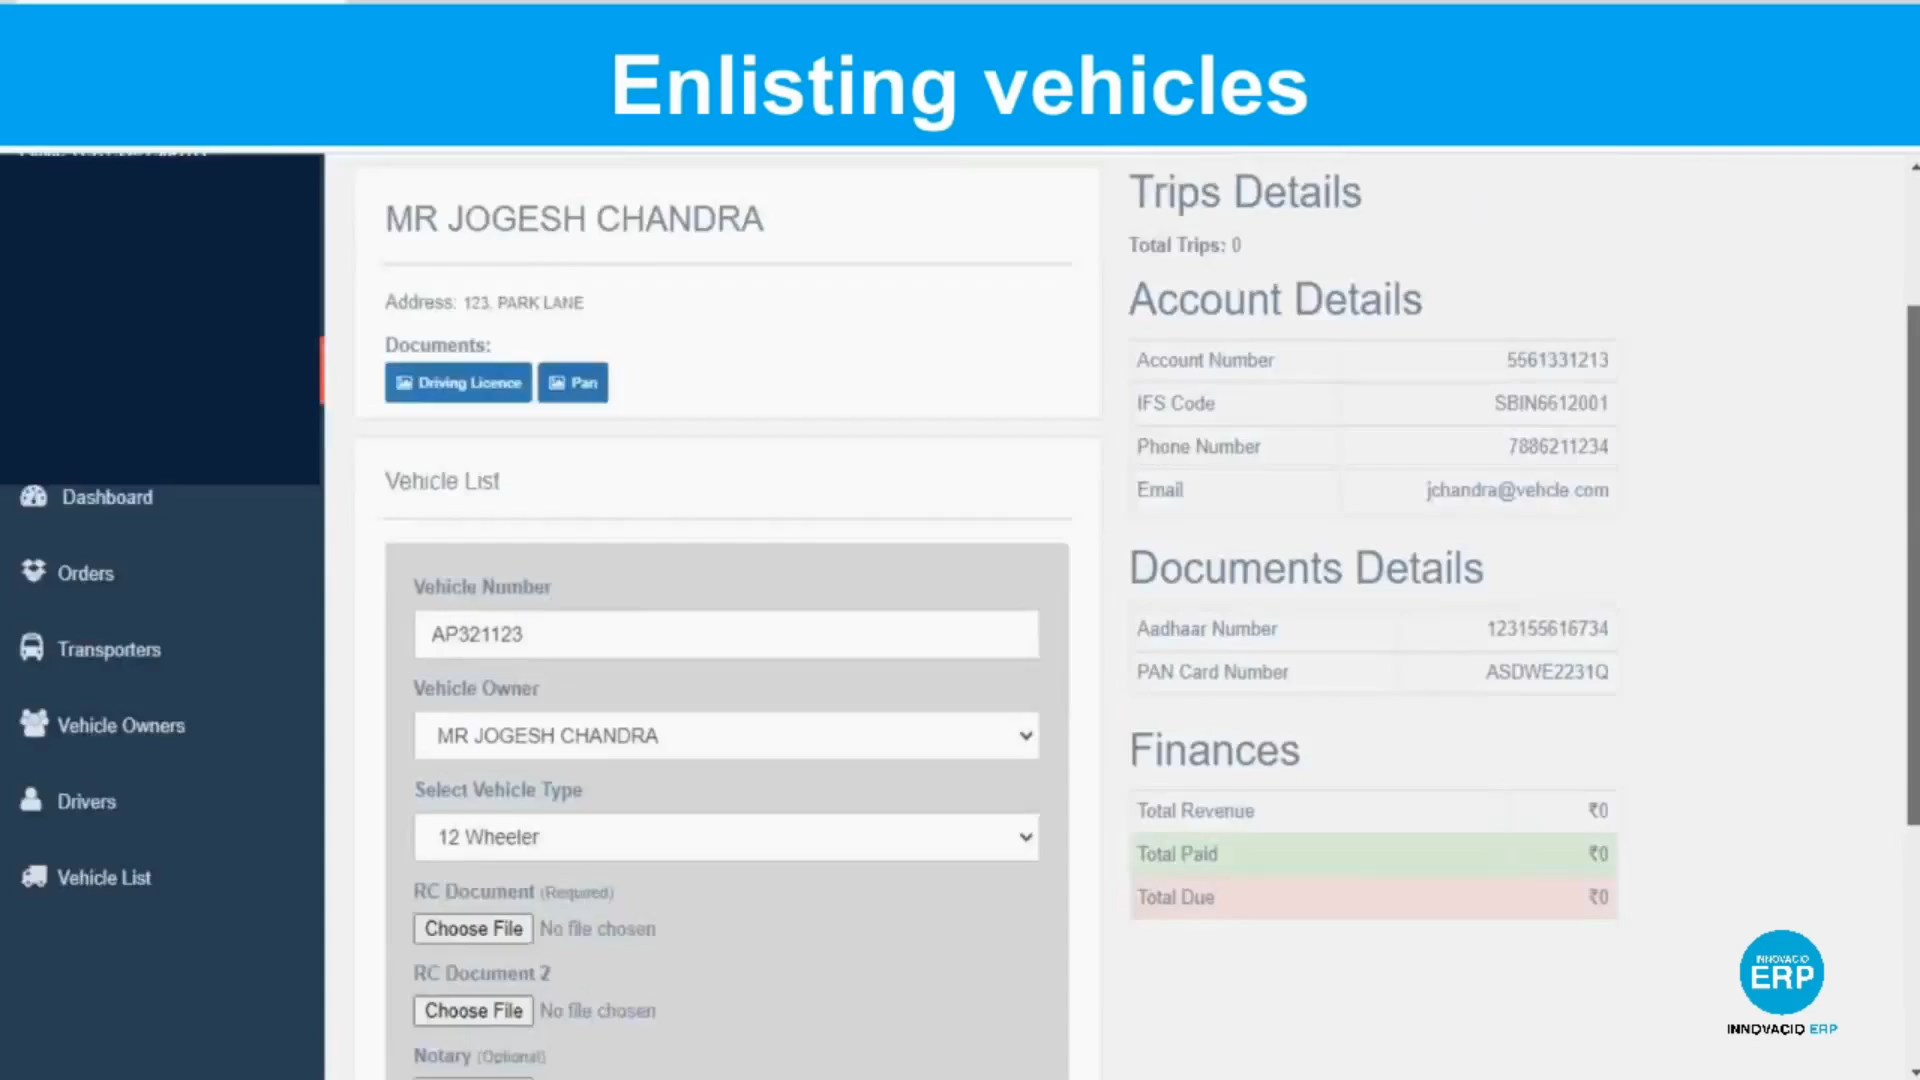 Enlisting vehicles
MR JOGESH CHANDRA
Address: 123, PARK LANE
Documents:
Driving Licence
Pan
Vehicle List
Vehicle Number
AP321123
Vehicle Owner
MR JOGESH CHANDRA
Select Vehicle Type
12 Wheeler
RC Document (Required)
Choose File No file chosen
RC Document 2
Choose File No file chosen
Notary (Optional)
Dashboard
Orders
Transporters
Vehicle Owners
Drivers
Vehicle List
Trips Details
Total Trips: 0
Account Details
Account Number 5561331213
IFS Code SBIN6612001
Phone Number 7886211234
Email jchandra@vehcle.com
Documents Details
Aadhaar Number 123155616734
PAN Card Number ASDWE2231Q
Finances
Total Revenue ₹0
Total Paid ₹0
Total Due ₹0
INNOVACIO
ERP
INNOVACIO ERP